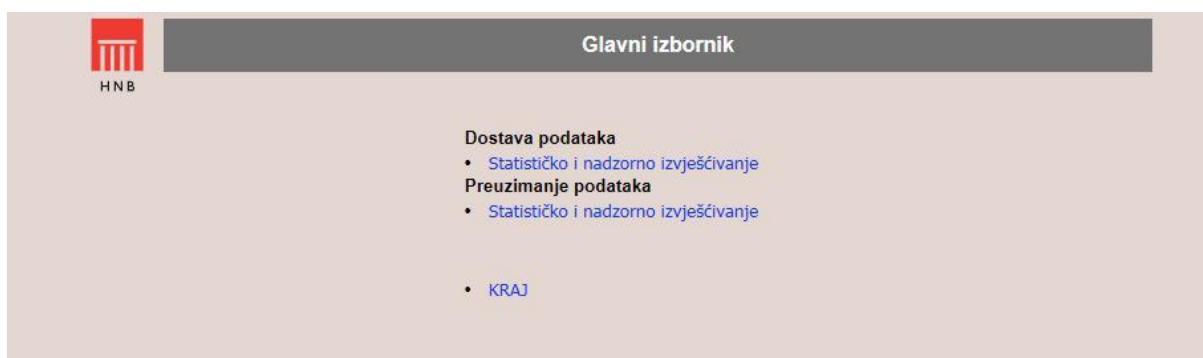 Glavni izbornik
HNB
Dostava podataka
• Statističko i nadzorno izvješćivanje
Preuzimanje podataka
• Statističko i nadzorno izvješćivanje
• KRAJ